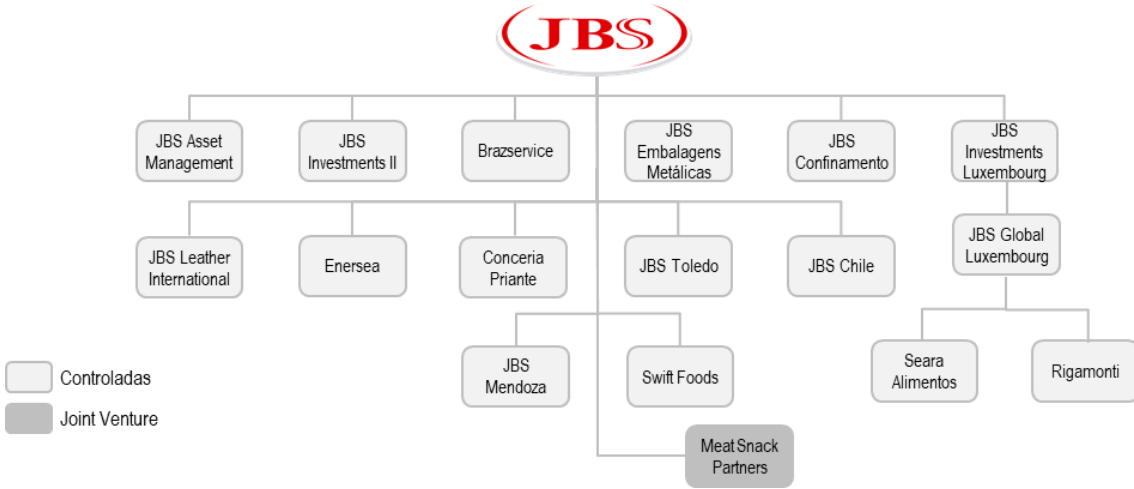 JBS
JBS Asset
Management
JBS
Investments II
Brazservice
JBS
Embalagens
Metálicas
JBS
Confinamento
JBS
Investments
Luxembourg
JBS Leather
International
Enersea
Conceria
Priante
JBS Toledo
JBS Chile
JBS Global
Luxembourg
JBS
Mendoza
Swift Foods
Seara
Alimentos
Rigamonti
Controladas
Joint Venture
Meat Snack
Partners